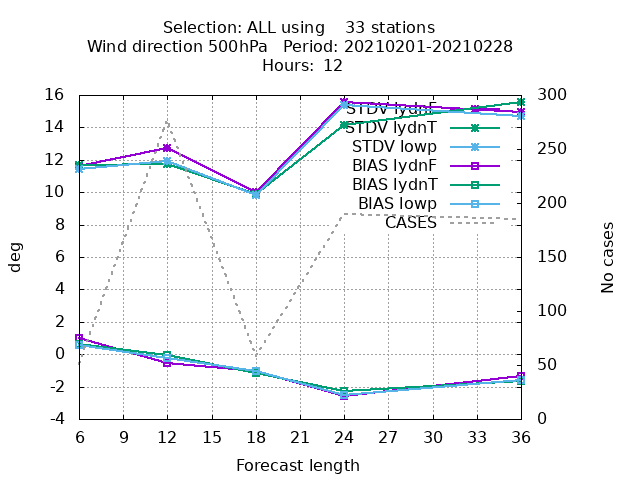 Selection: ALL using 33 stations
Wind direction 500hPa Period: 20210201-20210228
Hours: 12
deg
No cases
16
14
12
10
8
6
4
2
0
-2
-4
300
250
200
150
100
50
0
STDV lydnF
STDV lydnT
STDV lowp
BIAS lydnF
BIAS lydnT
BIAS lowp
CASES
6 9 12 15 18 21 24 27 30 33 36
Forecast length